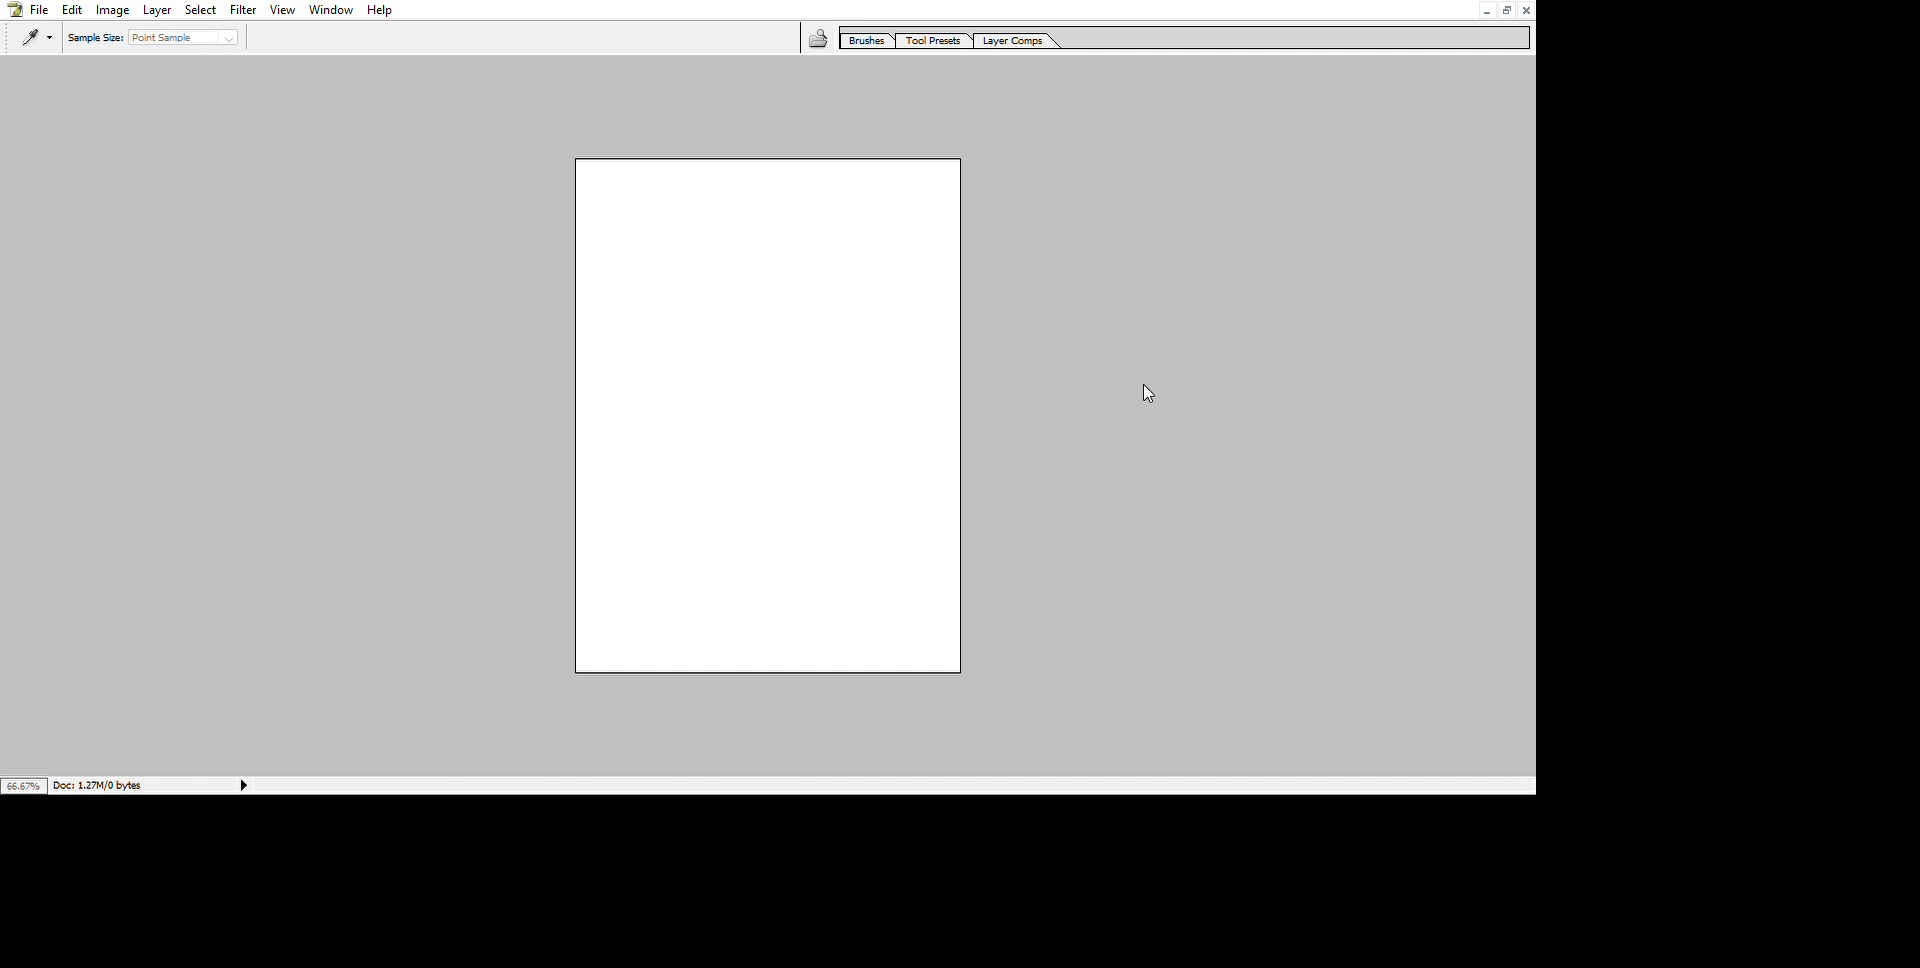 File Edit Image Layer Select Filter View Window Help
Sample Size: Point Sample Brushes Tool Presets Layer Comps
66.67% Doc: 1.27M/0 bytes